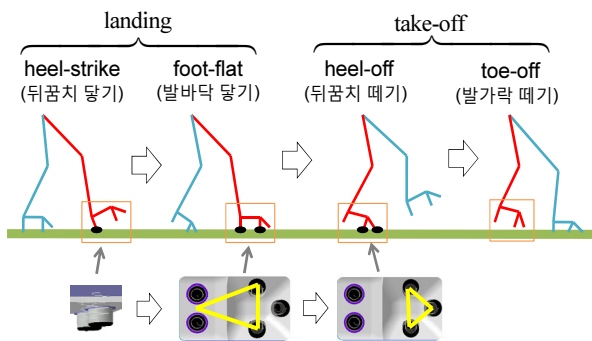 landing
take-off
heel-strike
(뒤꿈치 닿기)
foot-flat
(발바닥 닿기)
heel-off
(뒤꿈치 떼기)
toe-off
(발가락 떼기)